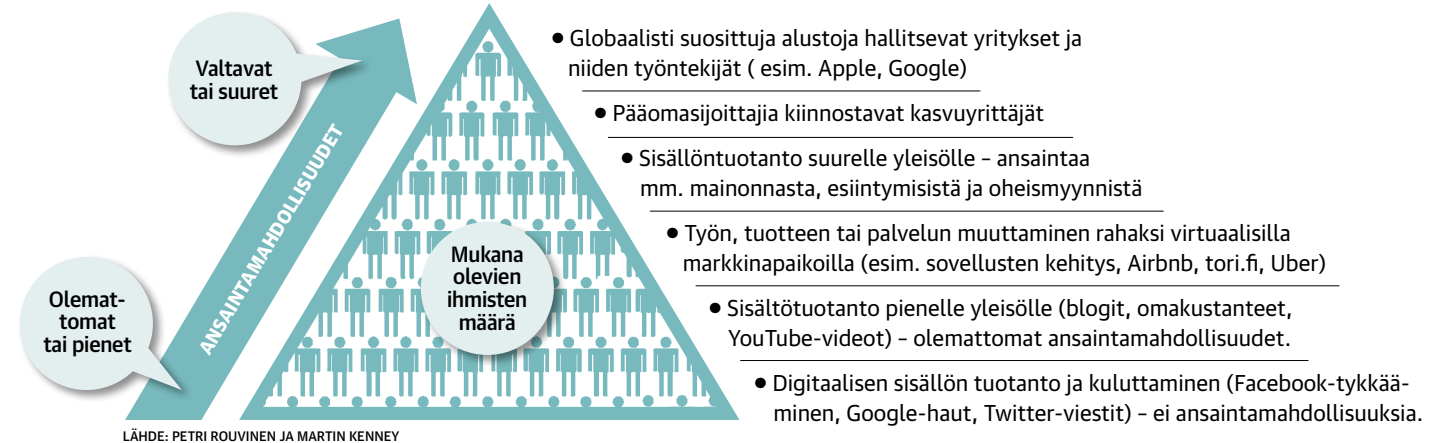 Valtavat
tai suuret
ANSAINTAMAHDOLLISUUDET
Olemat-
tomat
tai pienet
Mukana
olevien
ihmisten
määrä
• Globaalisti suosittuja alustoja hallitsevat yritykset ja
niiden työntekijät ( esim. Apple, Google)
• Pääomasijoittajia kiinnostavat kasvuyrittäjät
• Sisällöntuotanto suurelle yleisölle – ansaintaa
mm. mainonnasta, esiintymisistä ja oheismyynnistä
• Työn, tuotteen tai palvelun muuttaminen rahaksi virtuaalisilla
markkinapaikoilla (esim. sovellusten kehitys, Airbnb, tori.fi, Uber)
• Sisältötuotanto pienelle yleisölle (blogit, omakustanteet,
YouTube-videot) – olemattomat ansaintamahdollisuudet.
• Digitaalisen sisällön tuotanto ja kuluttaminen (Facebook-tykkää-
minen, Google-haut, Twitter-viestit) – ei ansaintamahdollisuuksia.
LÄHDE: PETRI ROUVINEN JA MARTIN KENNEY